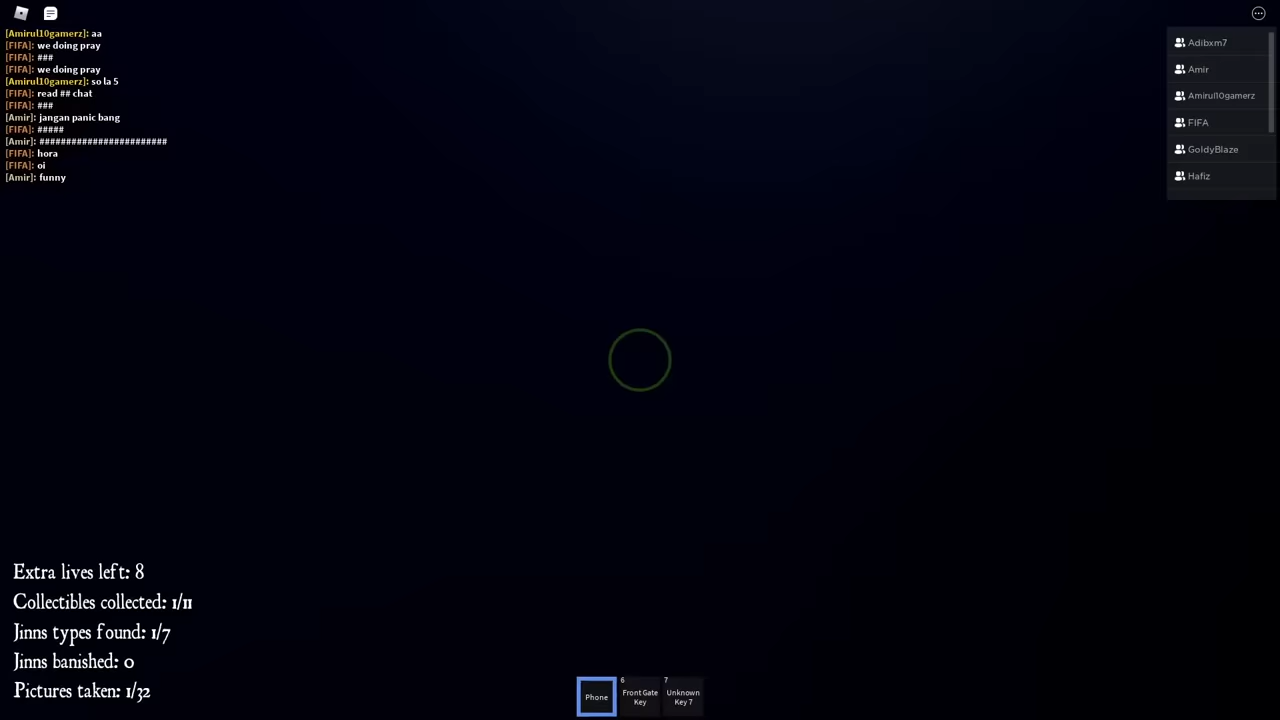 [Amirul10gamerz]: aa
[FIFA]: we doing pray
[FIFA]: ###
[FIFA]: we doing pray
[Amirul10gamerz]: so la 5
[FIFA]: read ## chat
[FIFA]: ###
[Amir]: jangan panic bang
[FIFA]: #####
[Amir]: ########################
[FIFA]: hora
[FIFA]: oi
[Amir]: funny
Adibxm7
Amir
Amirul10gamerz
FIFA
GoldyBlaze
Hafiz
Extra lives left: 8
Collectibles collected: 1/11
Jinns types found: 1/7
Jinns banished: 0
Pictures taken: 1/32
Phone
6
Front Gate
Key
7
Unknown
Key 7